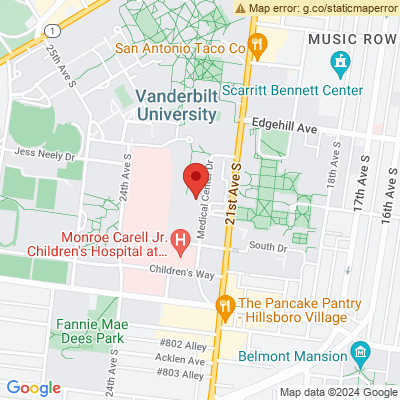 Map error: g.co/staticmaperror
1
25th Ave S
San Antonio Taco Co
MUSIC ROW
Scarritt Bennett Center
Vanderbilt
University
Edgehill Ave
Jess Neely Dr
24th Ave S
Medical Center Dr
21st Ave S
18th Ave S
17th Ave S
16th Ave S
Monroe Carell Jr.
Children's Hospital at...
H
South Dr
Children's Way
The Pancake Pantry
- Hillsboro Village
Fannie Mae
Dees Park
24th Ave S
#802 Alley
Acklen Ave
#803 Alley
Belmont Mansion
Google
Map data ©2024 Google